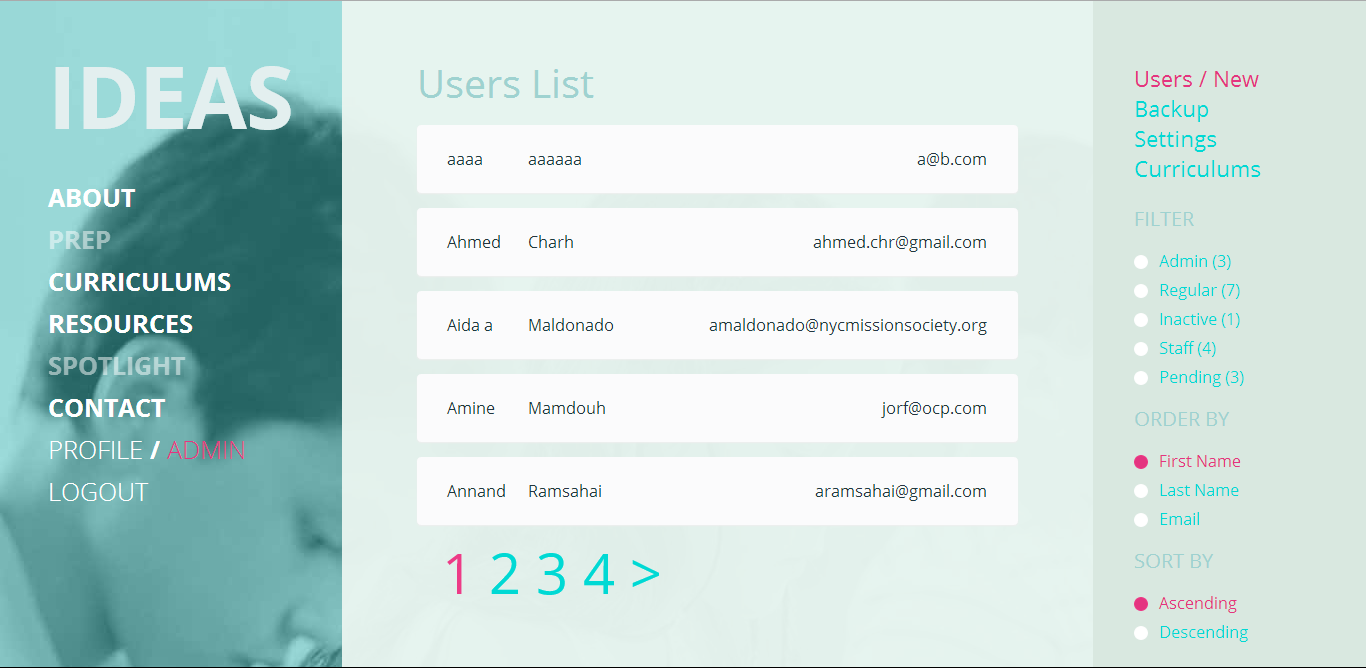 IDEAS
ABOUT
PREP
CURRICULUMS
RESOURCES
SPOTLIGHT
CONTACT
PROFILE / ADMIN
LOGOUT
Users List
aaaa aaaaaa a@b.com
Ahmed Charh ahmed.chr@gmail.com
Aida a Maldonado amaldonado@nycmissionsociety.org
Amine Mamdouh jorf@ocp.com
Annand Ramsahai aramsahai@gmail.com
1 2 3 4 >
Users / New
Backup
Settings
Curriculums
FILTER
Admin (3)
Regular (7)
Inactive (1)
Staff (4)
Pending (3)
ORDER BY
First Name
Last Name
Email
SORT BY
Ascending
Descending